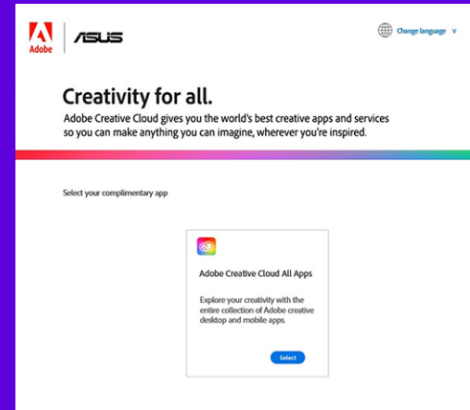 Adobe
ASUS
Change language v
Creativity for all.
Adobe Creative Cloud gives you the world's best creative apps and services
so you can make anything you can imagine, wherever you're inspired.
Select your complimentary app
Adobe Creative Cloud All Apps
Explore your creativity with the
entire collection of Adobe creative
desktop and mobile apps.
Select